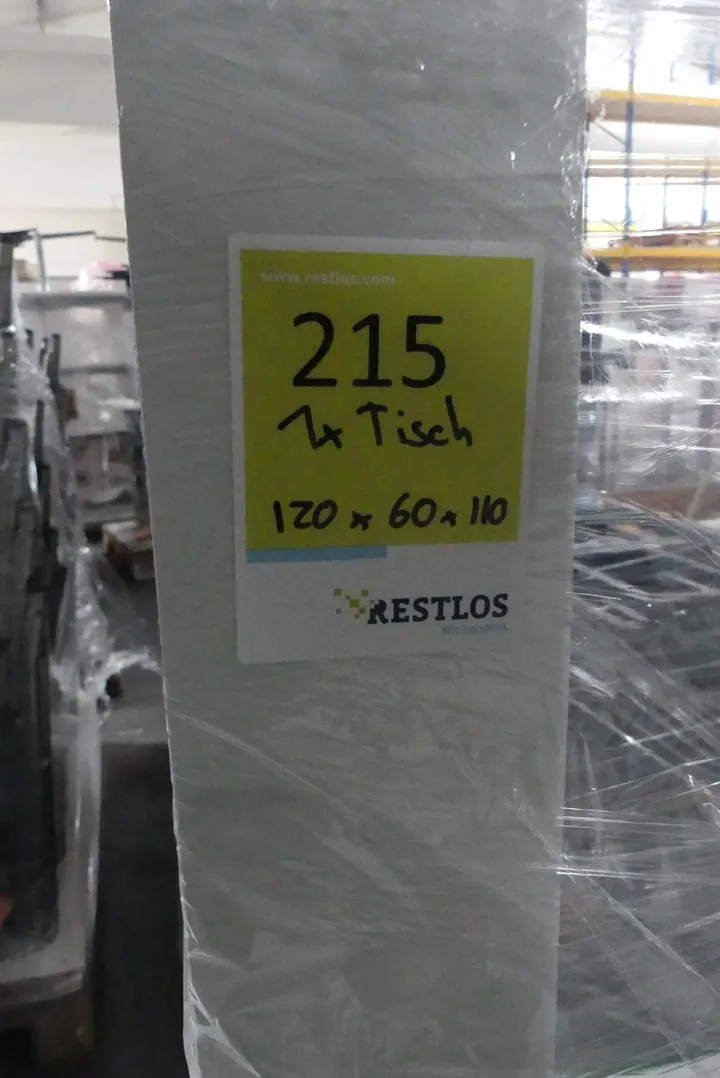 www.restlos.com
215
1x Tisch
120 x 60 x 110
RESTLOS